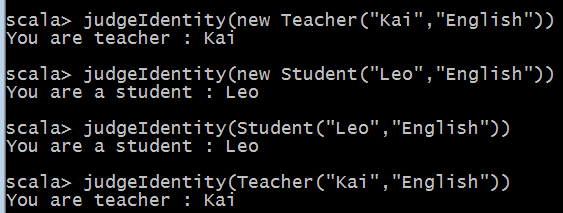 scala> judgeIdentity(new Teacher("Kai","English"))
You are teacher : Kai
scala> judgeIdentity(new Student("Leo","English"))
You are a student : Leo
scala> judgeIdentity(Student("Leo","English"))
You are a student : Leo
scala> judgeIdentity(Teacher("Kai","English"))
You are teacher : Kai